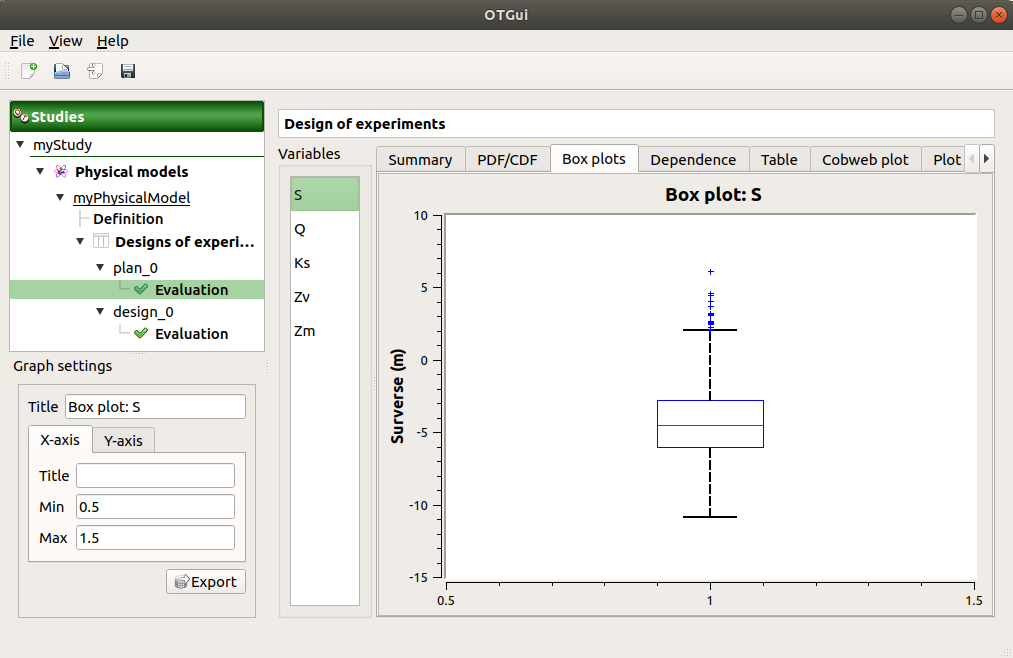 OTGui
File View Help
Studies
myStudy
Physical models
myPhysicalModel
Definition
Designs of experi...
plan_0
Evaluation
design_0
Evaluation
Graph settings
Title Box plot: S
X-axis Y-axis
Title
Min 0.5
Max 1.5
Export
Design of experiments
Variables
S
Q
Ks
Zv
Zm
Summary PDF/CDF Box plots Dependence Table Cobweb plot Plot
Box plot: S
Surverse (m)
10
5
0
-5
-10
-15
0.5 1 1.5